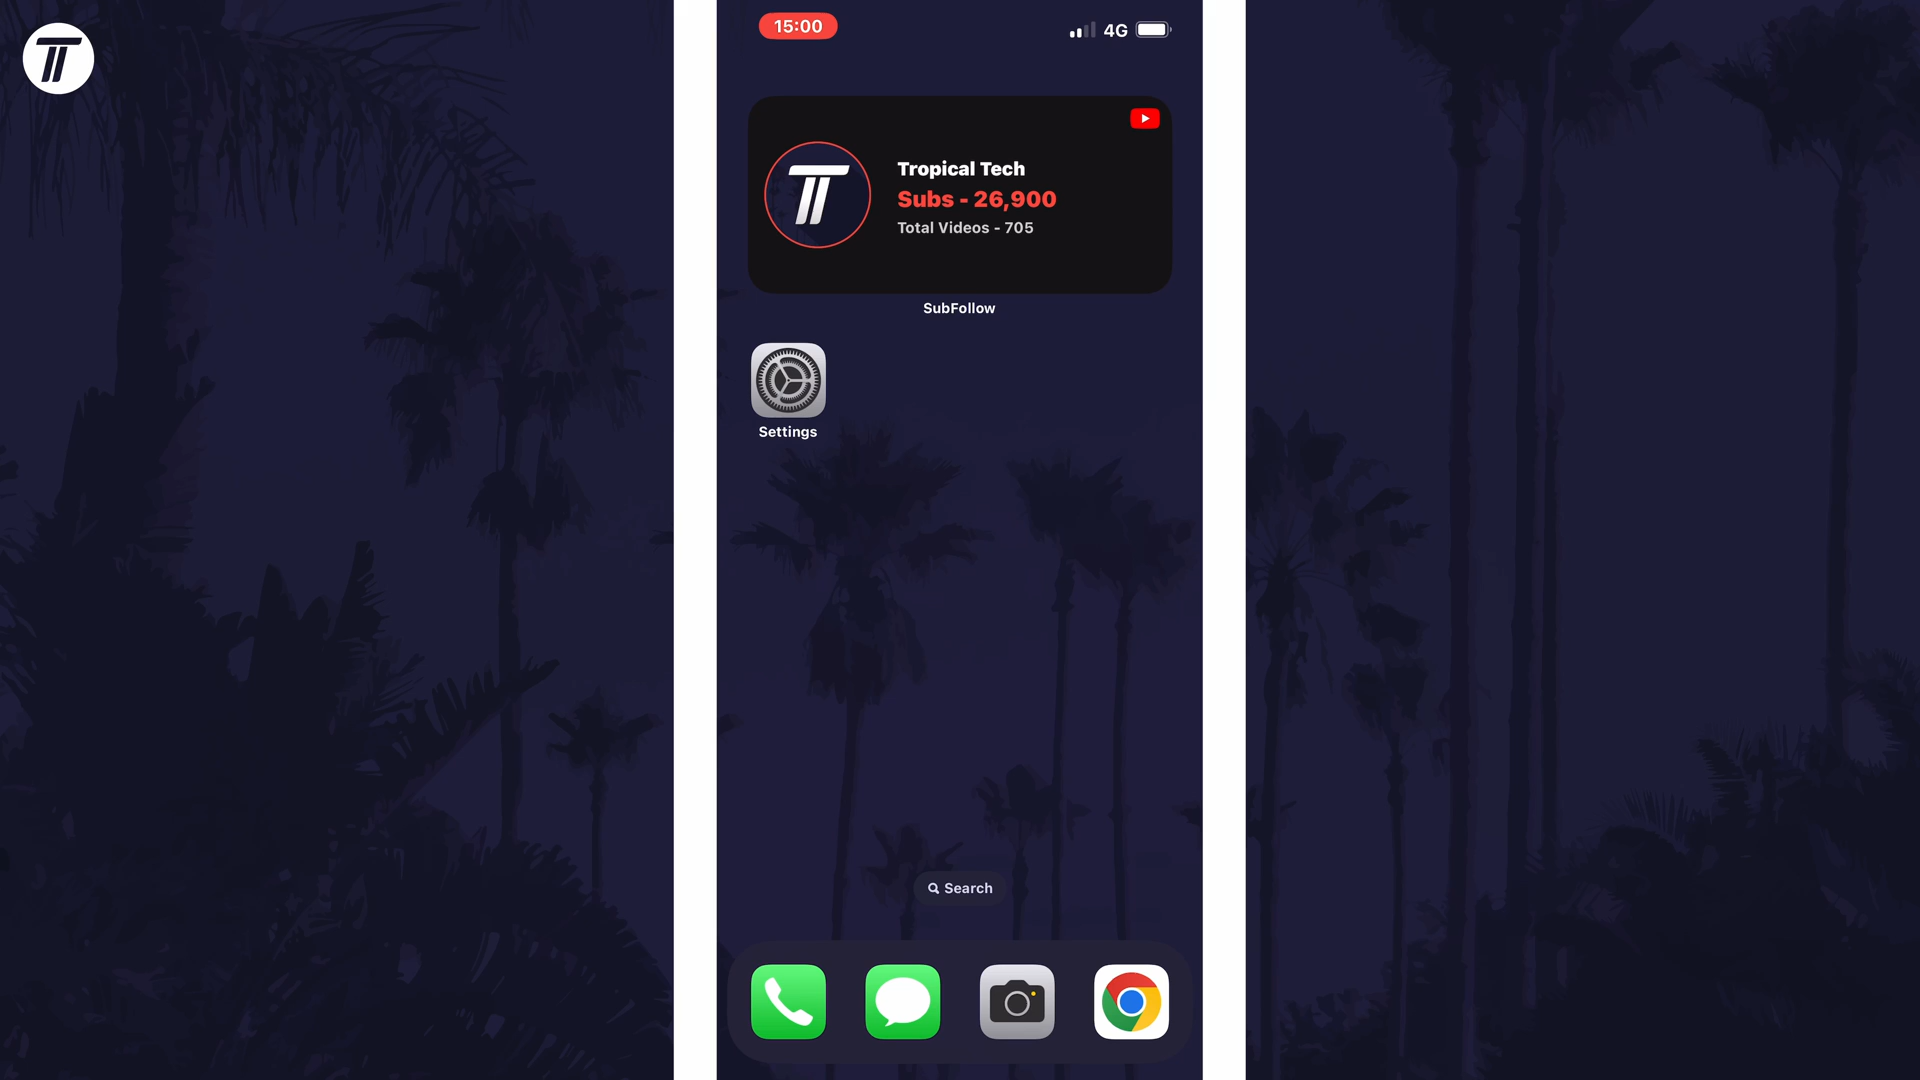 15:00
4G
Tropical Tech
Subs - 26,900
Total Videos - 705
SubFollow
Settings
Search